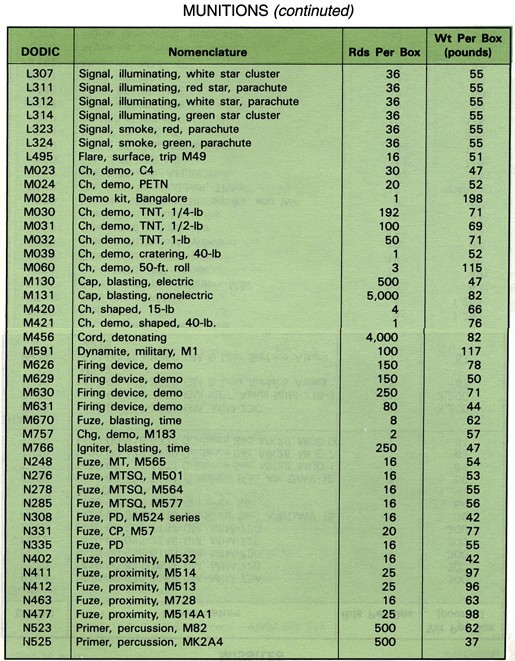 MUNITIONS (continuted)
DODIC Nomenclature Rds Per Box Wt Per Box (pounds)
L307 Signal, illuminating, white star cluster 36 55
L311 Signal, illuminating, red star, parachute 36 55
L312 Signal, illuminating, white star, parachute 36 55
L314 Signal, illuminating, green star cluster 36 55
L323 Signal, smoke, red, parachute 36 55
L324 Signal, smoke, green, parachute 36 55
L495 Flare, surface, trip M49 16 51
M023 Ch, demo, C4 30 47
M024 Ch, demo, PETN 20 52
M028 Demo kit, Bangalore 1 198
M030 Ch, demo, TNT, 1/4-lb 192 71
M031 Ch, demo, TNT, 1/2-lb 100 69
M032 Ch, demo, TNT, 1-lb 50 71
M039 Ch, demo, cratering, 40-lb 1 52
M060 Ch, demo, 50-ft. roll 3 115
M130 Cap, blasting, electric 500 47
M131 Cap, blasting, nonelectric 5,000 82
M420 Ch, shaped, 15-lb 4 66
M421 Ch, demo, shaped, 40-lb. 1 76
M456 Cord, detonating 4,000 82
M591 Dynamite, military, M1 100 117
M626 Firing device, demo 150 78
M629 Firing device, demo 150 50
M630 Firing device, demo 250 71
M631 Firing device, demo 80 44
M670 Fuze, blasting, time 8 62
M757 Chg, demo, M183 2 57
M766 Igniter, blasting, time 250 47
N248 Fuze, MT, M565 16 54
N276 Fuze, MTSQ, M501 16 53
N278 Fuze, MTSQ, M564 16 55
N285 Fuze, MTSQ, M577 16 56
N308 Fuze, PD, M524 series 16 42
N331 Fuze, CP, M57 20 77
N335 Fuze, PD 16 55
N402 Fuze, proximity, M532 16 42
N411 Fuze, proximity, M514 25 97
N412 Fuze, proximity, M513 25 96
N463 Fuze, proximity, M728 16 63
N477 Fuze, proximity, M514A1 25 98
N523 Primer, percussion, M82 500 62
N525 Primer, percussion, MK2A4 500 37